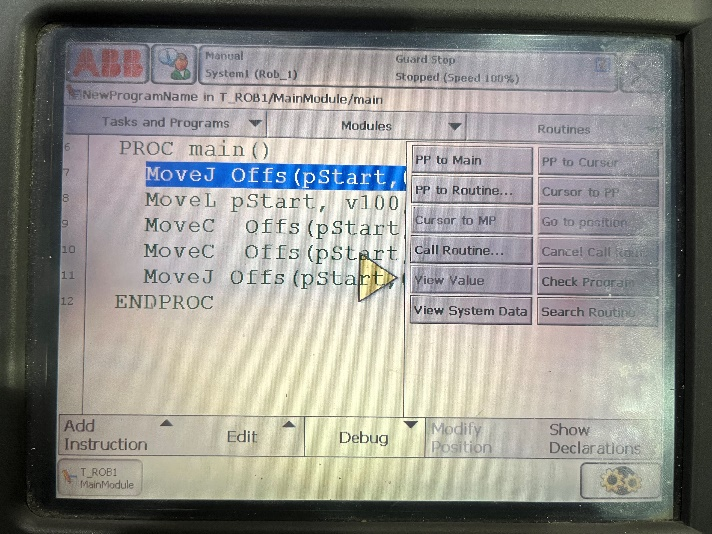 ABB
Manual
System1 (Rob_1)
Guard Stop
Stopped (Speed 100%)
NewProgramName in T_ROB1/MainModule/main
Tasks and Programs
Modules
Routines
6 PROC main()
7 MoveJ Offs(pStart,
8 MoveL pStart, v100
9 MoveC Offs(pStart,
10 MoveC Offs(pStart
11 MoveJ Offs(pStart,
12 ENDPROC
PP to Main
PP to Cursor
PP to Routine...
Cursor to PP
Cursor to MP
Go to position
Call Routine...
Cancel Call Rout
View Value
Check Program
View System Data
Search Routine
Add Instruction
Edit
Debug
Modify Position
Show Declarations
T_ROB1
MainModule